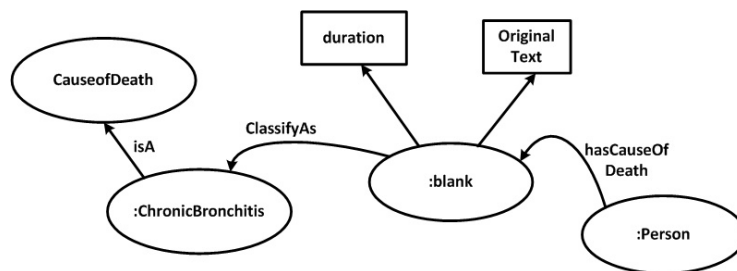 duration
Original
Text
CauseofDeath
ClassifyAs
isA
hasCauseOf
Death
:blank
:ChronicBronchitis
:Person